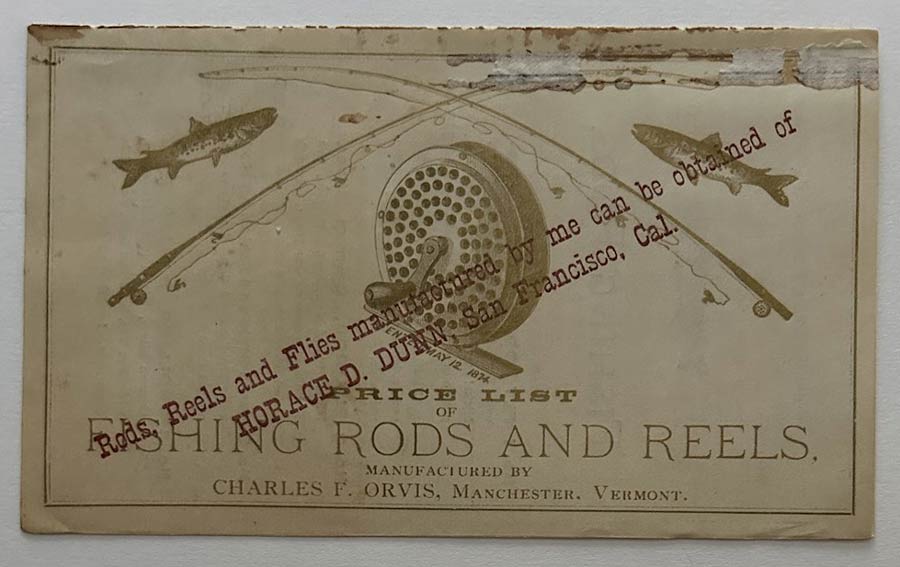 Rods, Reels and Flies manufactured by me can be obtained of
HORACE D. DUNN, San Francisco, Cal.
MAY 12 1874
PRICE LIST
OF
FISHING RODS AND REELS,
MANUFACTURED BY
CHARLES F. ORVIS, MANCHESTER, VERMONT.